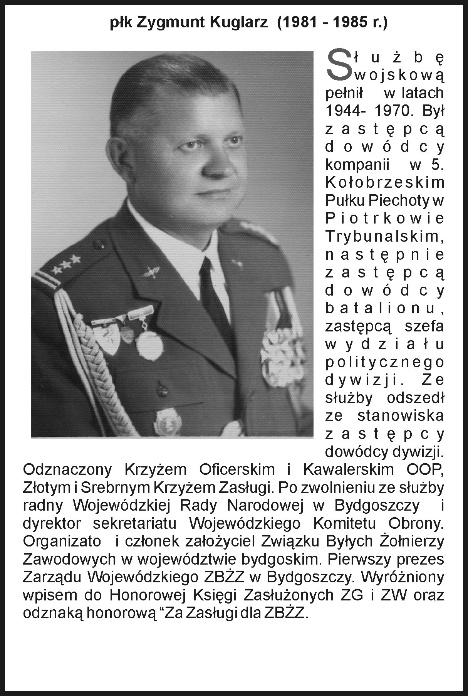 płk Zygmunt Kuglarz (1981 - 1985 r.)
Służbę
wojskową
pełnił w latach
1944- 1970. Był
zastępcą
dowódcy
kompanii w 5.
Kołobrzeskim
Pułku Piechoty w
Piotrkowie
Trybunalskim,
następnie
zastępcą
dowódcy
batalionu,
zastępcą szefa
wydziału
politycznego
dywizji. Ze
służby odszedł
ze stanowiska
zastępcy
dowódcy dywizji.
Odznaczony Krzyżem Oficerskim i Kawalerskim OOP,
Złotym i Srebrnym Krzyżem Zasługi. Po zwolnieniu ze służby
radny Wojewódzkiej Rady Narodowej w Bydgoszczy i
dyrektor sekretariatu Wojewódzkiego Komitetu Obrony.
Organizato i członek założyciel Związku Byłych Żołnierzy
Zawodowych w województwie bydgoskim. Pierwszy prezes
Zarządu Wojewódzkiego ZBŻZ w Bydgoszczy. Wyróżniony
wpisem do Honorowej Księgi Zasłużonych ZG i ZW oraz
odznaką honorową “Za Zasługi dla ZBŻZ.